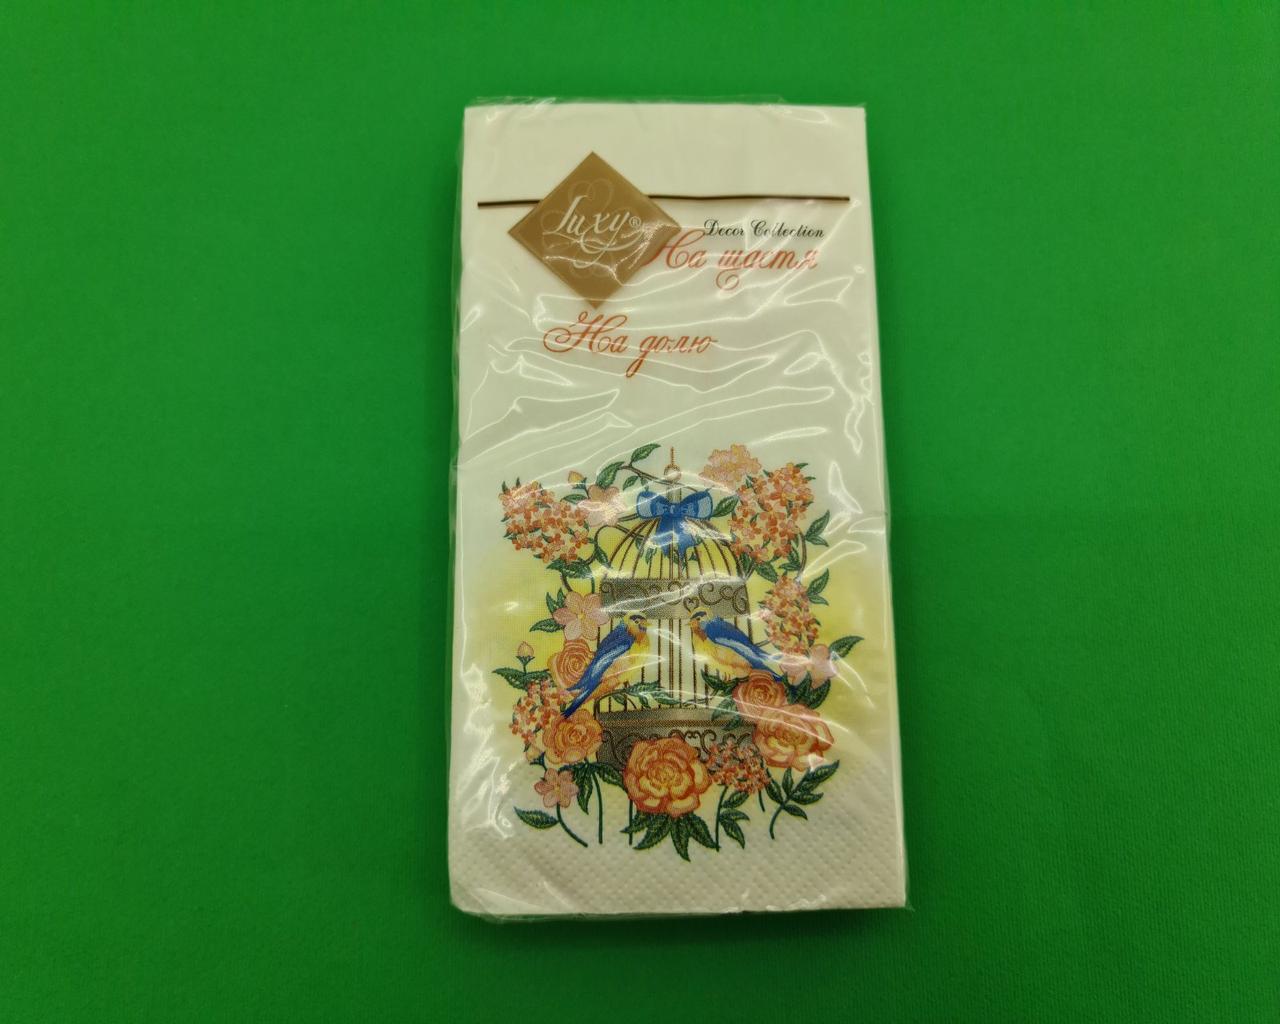 Luxy®
Decor Collection
На щастя
На долю